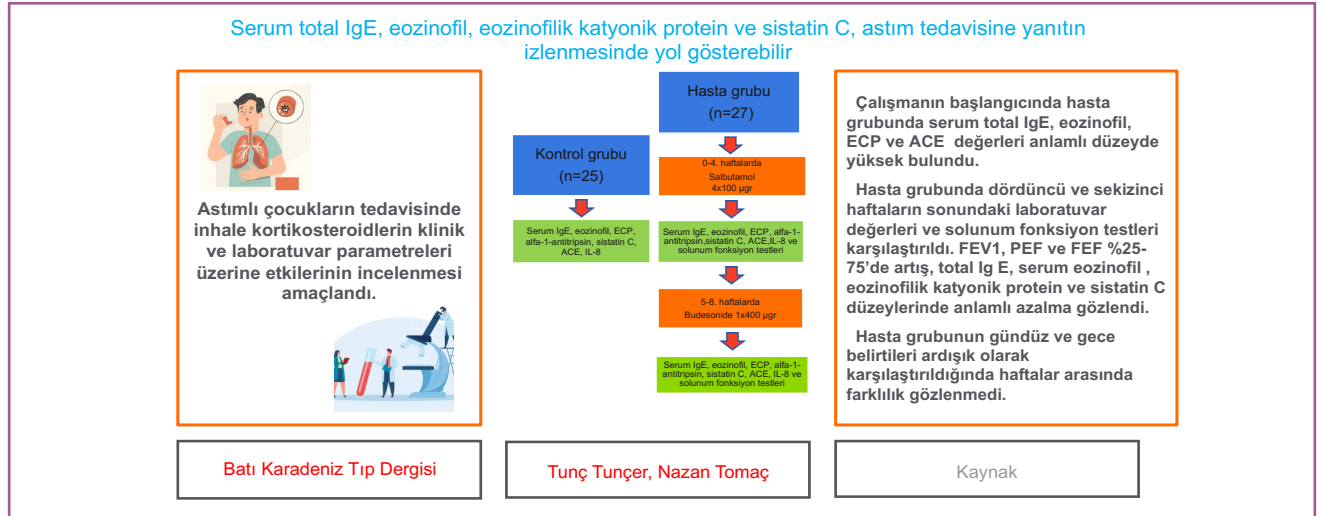 Serum total IgE, eozinofil, eozinofilik katyonik protein ve sistatin C, astım tedavisine yanıtın
izlenmesinde yol gösterebilir
Astımlı çocukların tedavisinde
inhale kortikosteroidlerin klinik
ve laboratuvar parametreleri
üzerine etkilerinin incelenmesi
amaçlandı.
Kontrol grubu
(n=25)
Serum IgE, eozinofil, ECP,
alfa-1-antitripsin, sistatin C,
ACE, IL-8
Hasta grubu
(n=27)
0-4. haftalarda
Salbutamol
4x100 µgr
Serum IgE, eozinofil, ECP, alfa-1-
antitripsin,sistatin C, ACE,IL-8 ve
solunum fonksiyon testleri
5-8. haftalarda
Budesonide 1x400 µgr
Serum IgE, eozinofil, ECP, alfa-1-
antitripsin, sistatin C, ACE, IL-8 ve
solunum fonksiyon testleri
Çalışmanın başlangıcında hasta
grubunda serum total IgE, eozinofil,
ECP ve ACE değerleri anlamlı düzeyde
yüksek bulundu.
Hasta grubunda dördüncü ve sekizinci
haftaların sonundaki laboratuvar
değerleri ve solunum fonksiyon testleri
karşılaştırıldı. FEV1, PEF ve FEF %25-
75’de artış, total Ig E, serum eozinofil ,
eozinofilik katyonik protein ve sistatin C
düzeylerinde anlamlı azalma gözlendi.
Hasta grubunun gündüz ve gece
belirtileri ardışık olarak
karşılaştırıldığında haftalar arasında
farklılık gözlenmedi.
Batı Karadeniz Tıp Dergisi
Tunç Tunçer, Nazan Tomaç
Kaynak